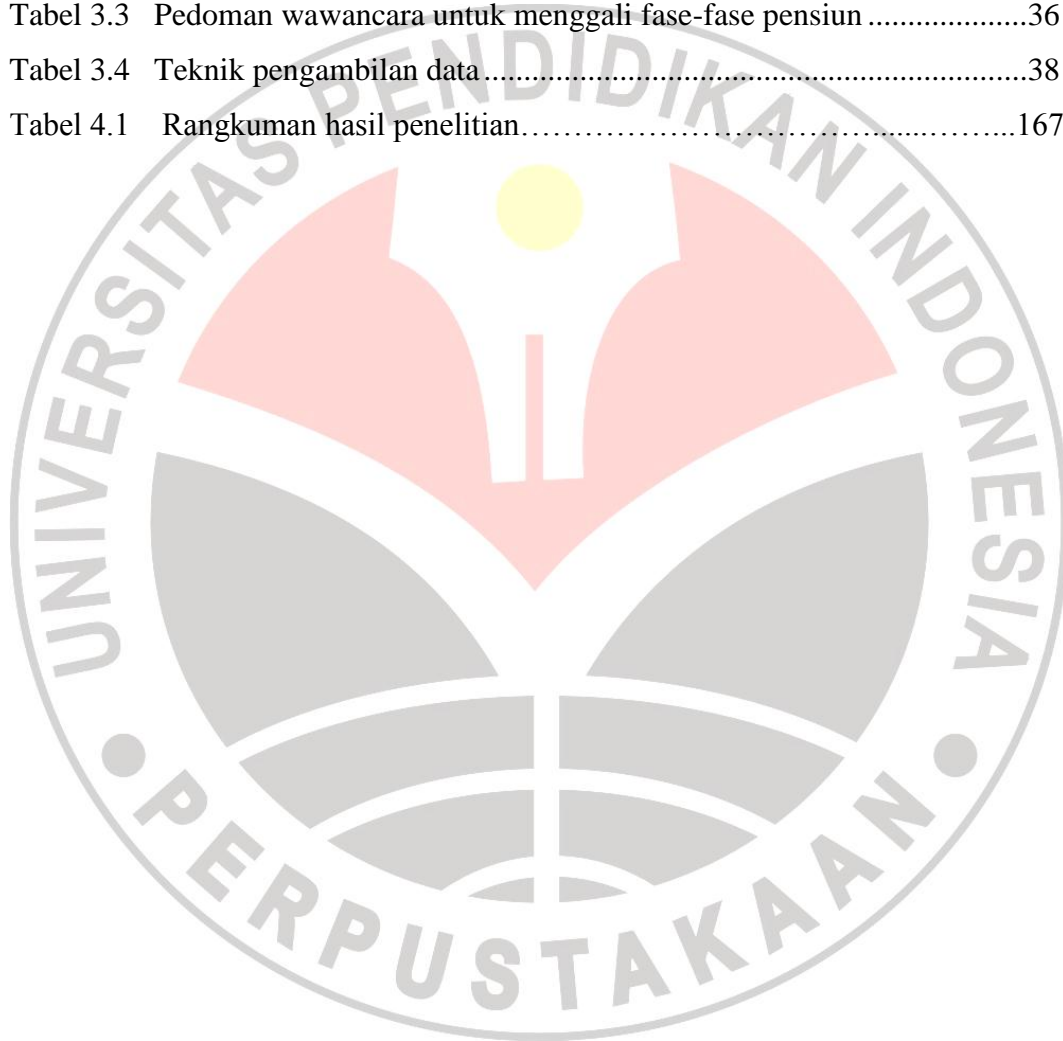 Tabel 3.3 Pedoman wawancara untuk menggali fase-fase pensiun .....................36
Tabel 3.4 Teknik pengambilan data.........................................................................38
Tabel 4.1 Rangkuman hasil penelitian…………………………………......……...167
UNIVERSITAS PENDIDIKAN INDONESIA
PERPUSTAKAAN